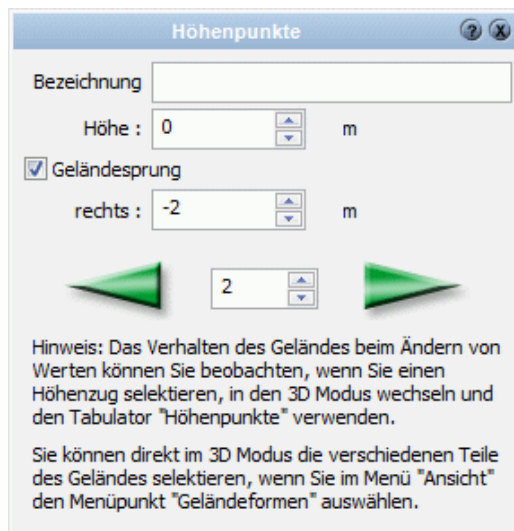 Höhenpunkte
Bezeichnung
Höhe : 0 m
Geländesprung
rechts : -2 m
2
Hinweis: Das Verhalten des Geländes beim Ändern von
Werten können Sie beobachten, wenn Sie einen
Höhenzug selektieren, in den 3D Modus wechseln und
den Tabulator "Höhenpunkte" verwenden.
Sie können direkt im 3D Modus die verschiedenen Teile
des Geländes selektieren, wenn Sie im Menü "Ansicht"
den Menüpunkt "Geländeformen" auswählen.